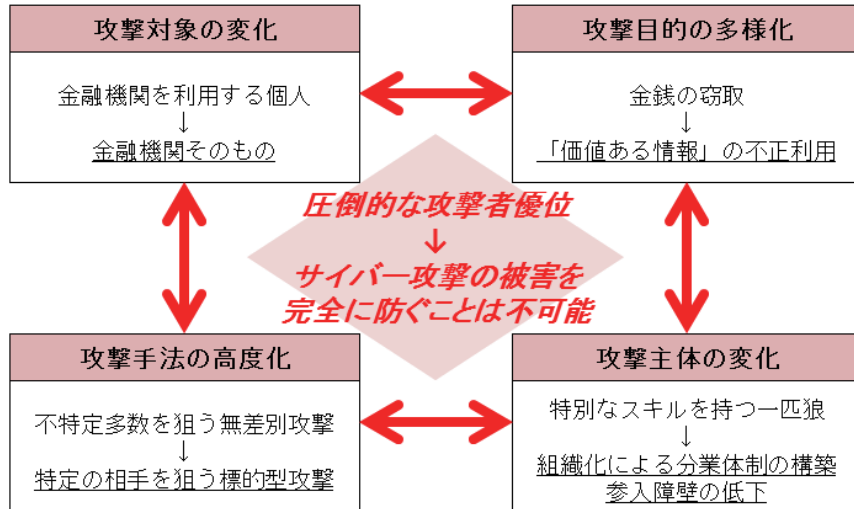 攻撃対象の変化
金融機関を利用する個人
↓
金融機関そのもの
攻撃目的の多様化
金銭の窃取
↓
「価値ある情報」の不正利用
圧倒的な攻撃者優位
↓
サイバー攻撃の被害を
完全に防ぐことは不可能
攻撃手法の高度化
不特定多数を狙う無差別攻撃
↓
特定の相手を狙う標的型攻撃
攻撃主体の変化
特別なスキルを持つ一匹狼
↓
組織化による分業体制の構築
参入障壁の低下